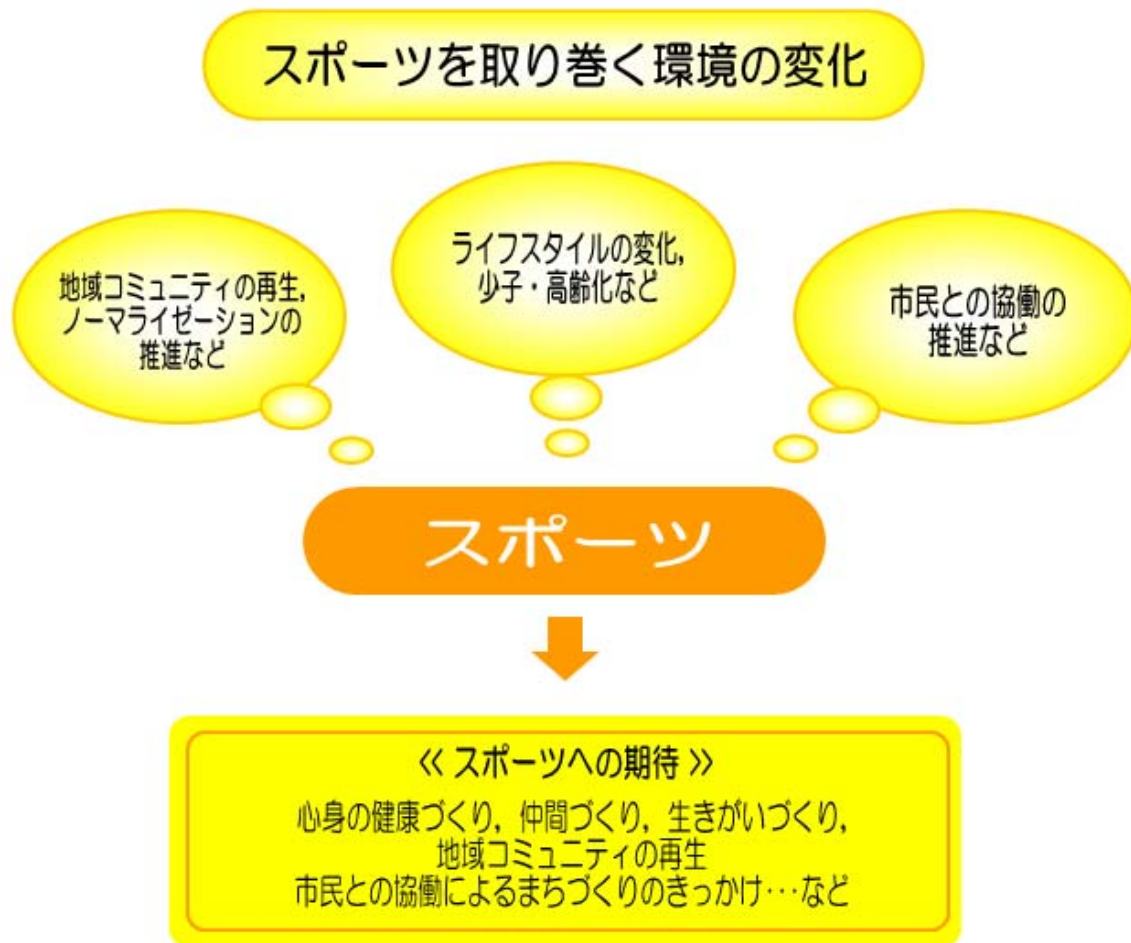 スポーツを取り巻く環境の変化
地域コミュニティの再生,
ノーマライゼーションの
推進など
ライフスタイルの変化,
少子・高齢化など
市民との協働の
推進など
スポーツ
≪ スポーツへの期待 ≫
心身の健康づくり, 仲間づくり, 生きがいづくり,
地域コミュニティの再生
市民との協働によるまちづくりのきっかけ…など